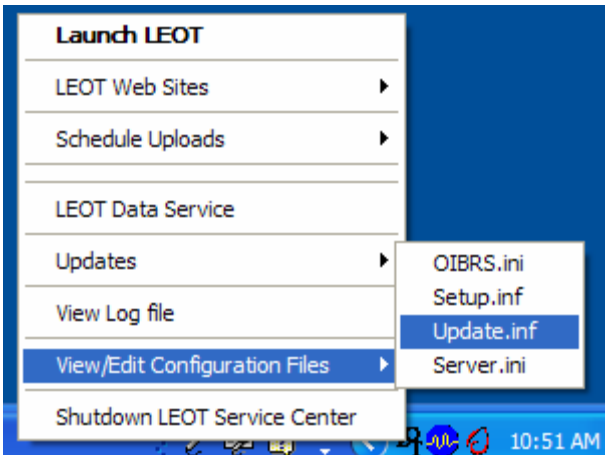 Launch LEOT
LEOT Web Sites
Schedule Uploads
LEOT Data Service
Updates
View Log file
View/Edit Configuration Files
Shutdown LEOT Service Center
OIBRS.ini
Setup.inf
Update.inf
Server.ini
10:51 AM